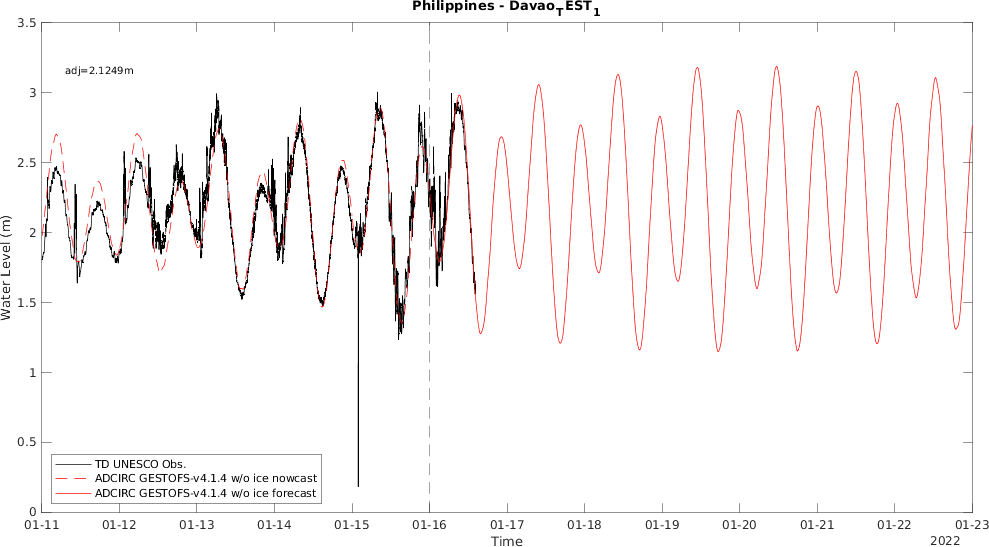 Philippines - Davao_TEST_1
adj=2.1249m
3.5
3
2.5
2
1.5
1
0.5
0
Water Level (m)
TD UNESCO Obs.
ADCIRC GESTOFS-v4.1.4 w/o ice nowcast
ADCIRC GESTOFS-v4.1.4 w/o ice forecast
01-11 01-12 01-13 01-14 01-15 01-16 01-17 01-18 01-19 01-20 01-21 01-22 01-23
Time
2022